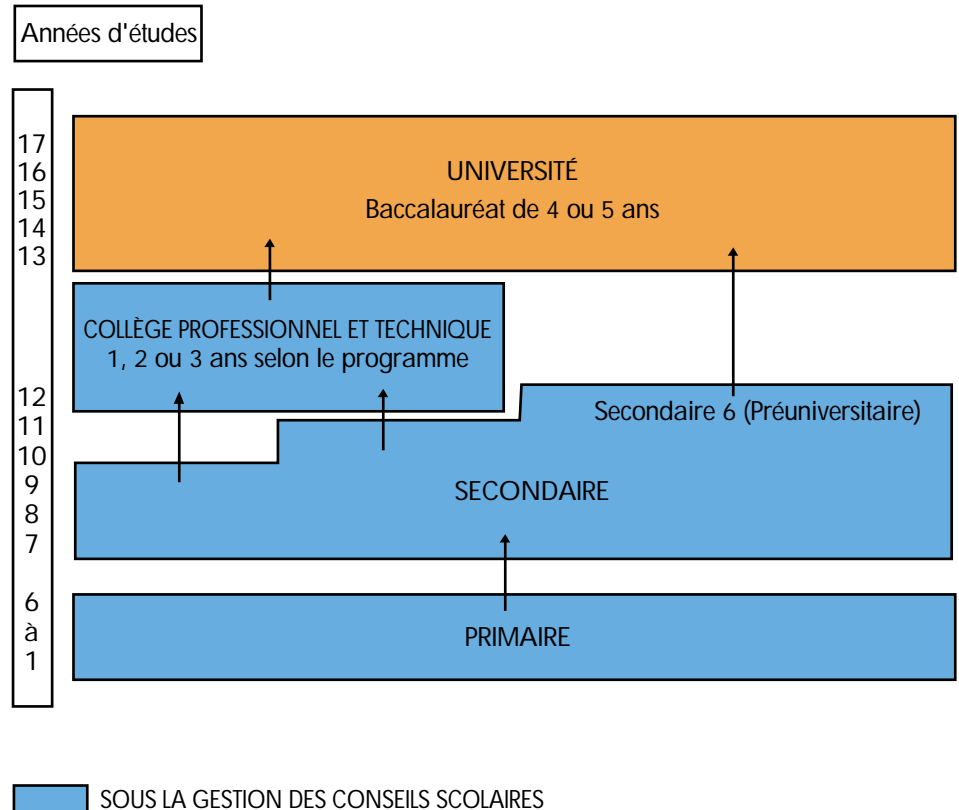 Années d'études
17
16
15
14
13
12
11
10
9
8
7
6
à
1
UNIVERSITÉ
Baccalauréat de 4 ou 5 ans
COLLÈGE PROFESSIONNEL ET TECHNIQUE
1, 2 ou 3 ans selon le programme
Secondaire 6 (Préuniversitaire)
SECONDAIRE
PRIMAIRE
SOUS LA GESTION DES CONSEILS SCOLAIRES